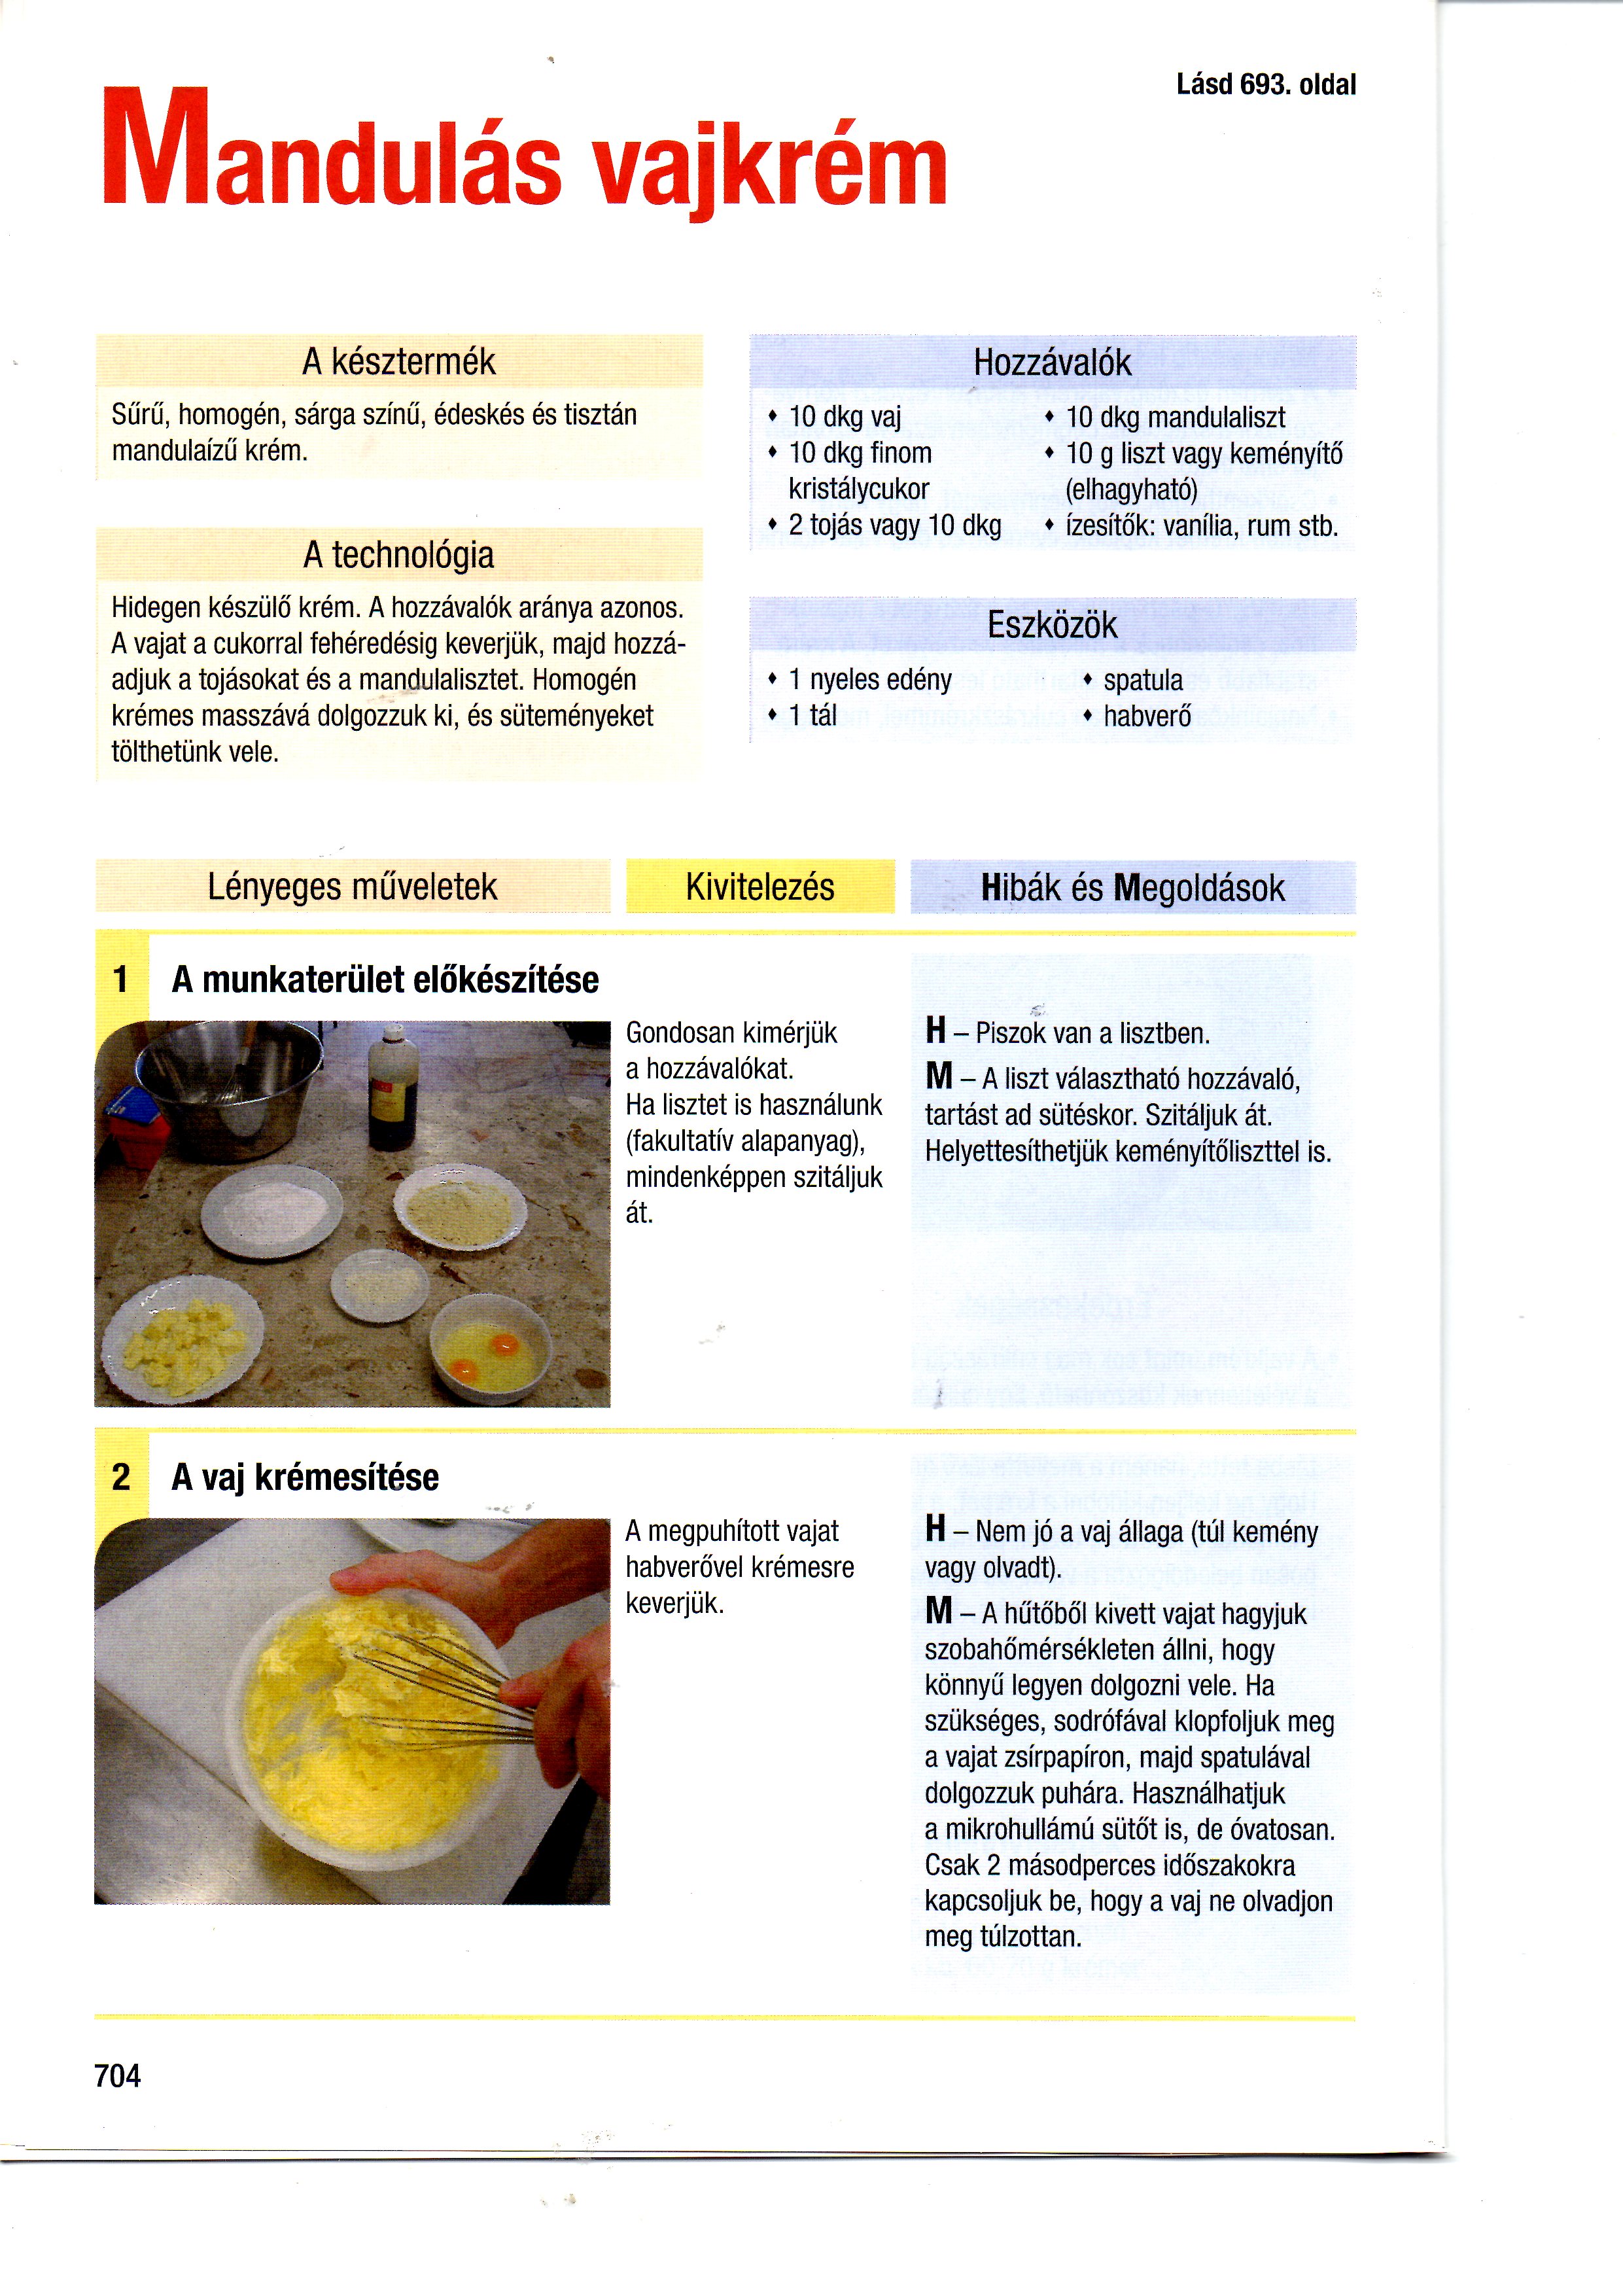 Lásd 693. oldal
Mandulás vajkrém
A késztermék
Sűrű, homogén, sárga színű, édeskés és tisztán
mandulaízű krém.
A technológia
Hidegen készülő krém. A hozzávalók aránya azonos.
A vajat a cukorral fehéredésig keverjük, majd hozzá-
adjuk a tojásokat és a mandulalisztet. Homogén
krémes masszává dolgozzuk ki, és süteményeket
tölthetünk vele.
Hozzávalók
• 10 dkg vaj
• 10 dkg finom
kristálycukor
• 2 tojás vagy 10 dkg
• 10 dkg mandulaliszt
• 10 g liszt vagy keményítő
(elhagyható)
• ízesítők: vanília, rum stb.
Eszközök
• 1 nyeles edény
• 1 tál
• spatula
• habverő
Lényeges műveletek
Kivitelezés
Hibák és Megoldások
1 A munkaterület előkészítése
Gondosan kimérjük
a hozzávalókat.
Ha lisztet is használunk
(fakultatív alapanyag),
mindenképpen szitáljuk
át.
H – Piszok van a lisztben.
M – A liszt választható hozzávaló,
tartást ad sütéskor. Szitáljuk át.
Helyettesíthetjük keményítőliszttel is.
2 A vaj krémesítése
A megpuhított vajat
habverővel krémesre
keverjük.
H – Nem jó a vaj állaga (túl kemény
vagy olvadt).
M – A hűtőből kivett vajat hagyjuk
szobahőmérsékleten állni, hogy
könnyű legyen dolgozni vele. Ha
szükséges, sodrófával klopfoljuk meg
a vajat zsírpapíron, majd spatulával
dolgozzuk puhára. Használhatjuk
a mikrohullámú sütőt is, de óvatosan.
Csak 2 másodperces időszakokra
kapcsoljuk be, hogy a vaj ne olvadjon
meg túlzottan.
704